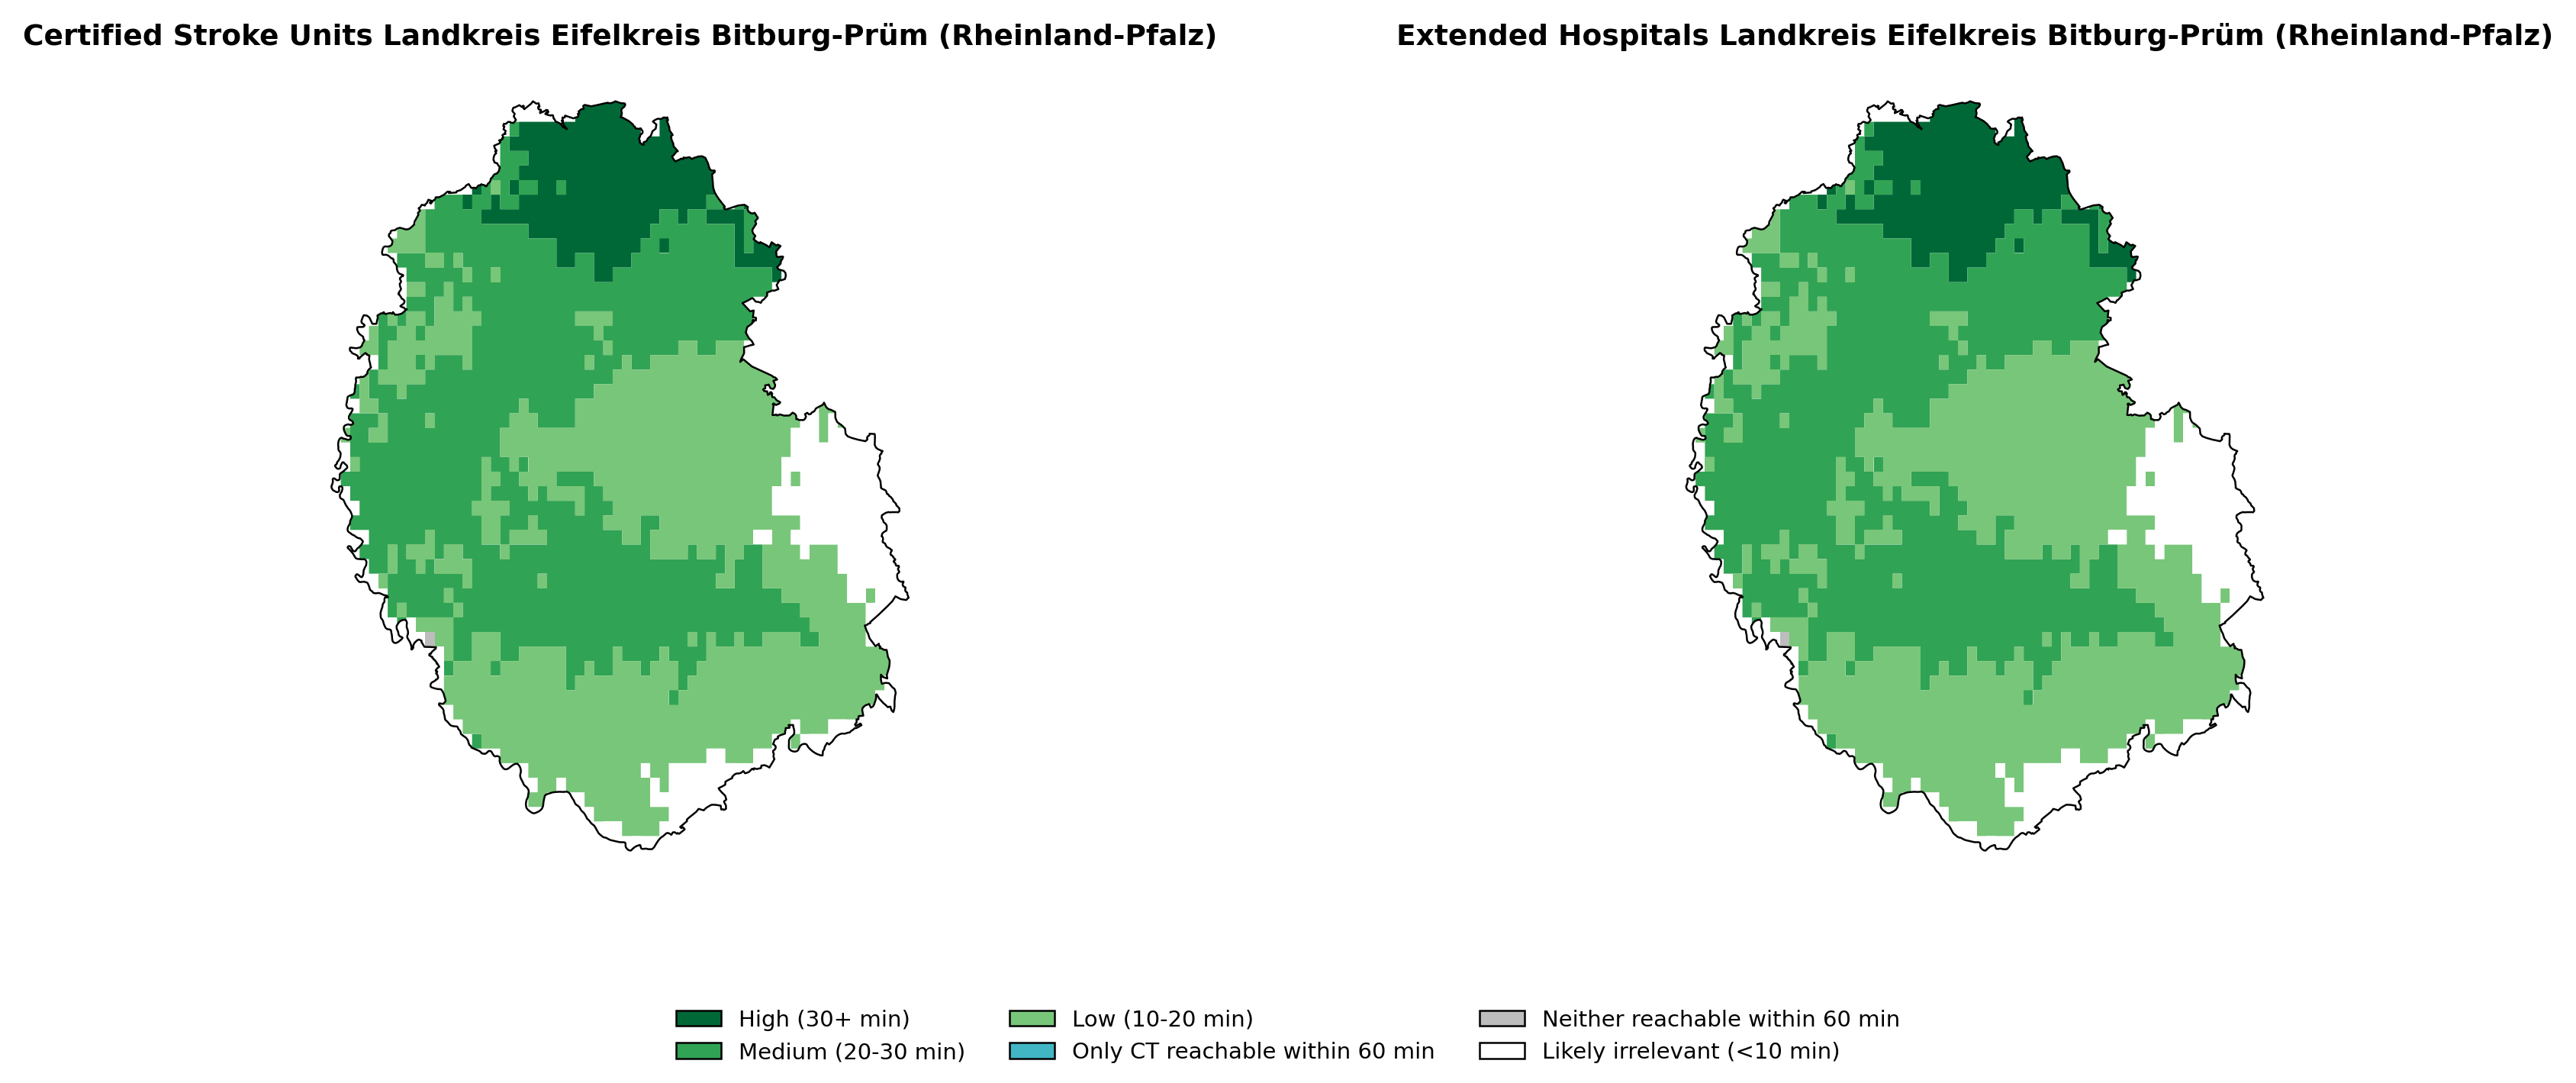 Certified Stroke Units Landkreis Eifelkreis Bitburg-Prüm (Rheinland-Pfalz)
Extended Hospitals Landkreis Eifelkreis Bitburg-Prüm (Rheinland-Pfalz)
High (30+ min)
Medium (20-30 min)
Low (10-20 min)
Only CT reachable within 60 min
Neither reachable within 60 min
Likely irrelevant (<10 min)